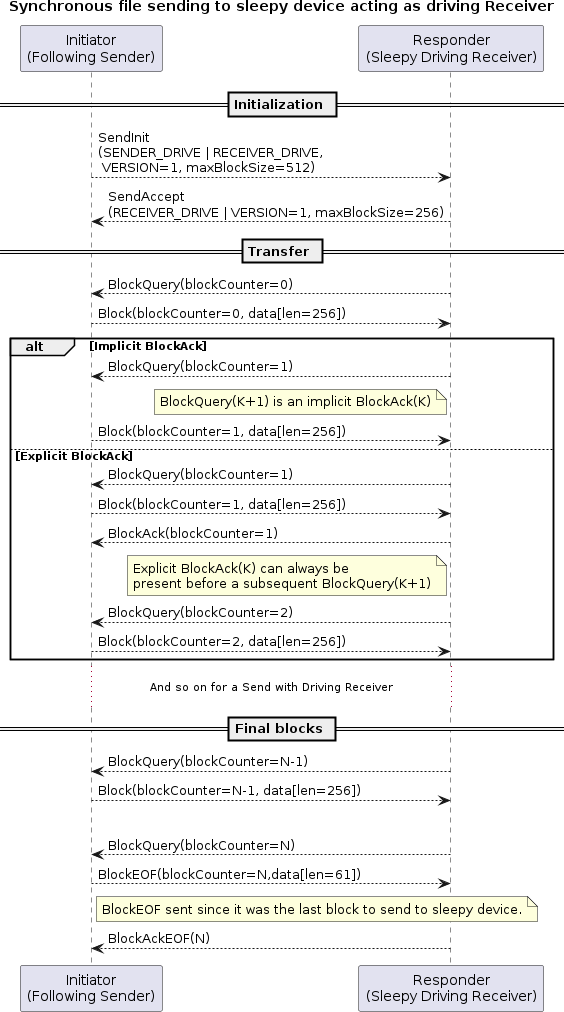 Synchronous file sending to sleepy device acting as driving Receiver
Initiator
(Following Sender)
Responder
(Sleepy Driving Receiver)
Initialization
SendInit
(SENDER_DRIVE | RECEIVER_DRIVE,
VERSION=1, maxBlockSize=512)
SendAccept
(RECEIVER_DRIVE | VERSION=1, maxBlockSize=256)
Transfer
BlockQuery(blockCounter=0)
Block(blockCounter=0, data[len=256])
alt [Implicit BlockAck]
BlockQuery(blockCounter=1)
BlockQuery(K+1) is an implicit BlockAck(K)
Block(blockCounter=1, data[len=256])
[Explicit BlockAck]
BlockQuery(blockCounter=1)
Block(blockCounter=1, data[len=256])
BlockAck(blockCounter=1)
Explicit BlockAck(K) can always be
present before a subsequent BlockQuery(K+1)
BlockQuery(blockCounter=2)
Block(blockCounter=2, data[len=256])
And so on for a Send with Driving Receiver
Final blocks
BlockQuery(blockCounter=N-1)
Block(blockCounter=N-1, data[len=256])
BlockQuery(blockCounter=N)
BlockEOF(blockCounter=N,data[len=61])
BlockEOF sent since it was the last block to send to sleepy device.
BlockAckEOF(N)
Initiator
(Following Sender)
Responder
(Sleepy Driving Receiver)